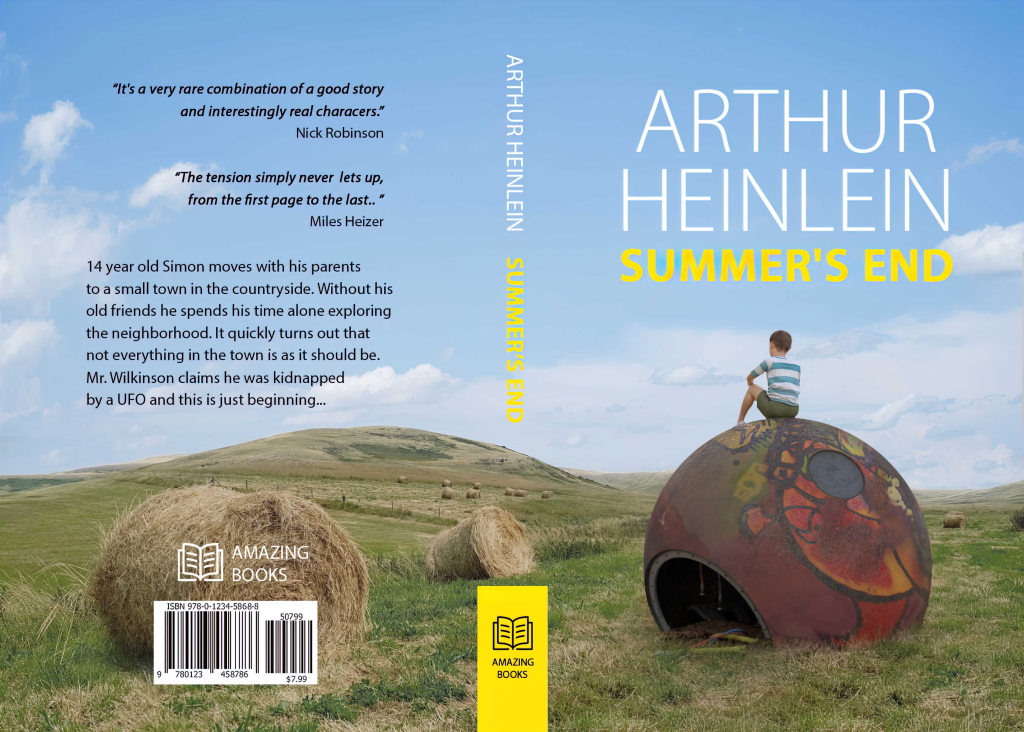 “It's a very rare combination of a good story
and interestingly real characers.”
Nick Robinson
“The tension simply never lets up,
from the first page to the last.. ”
Miles Heizer
14 year old Simon moves with his parents
to a small town in the countryside. Without his
old friends he spends his time alone exploring
the neighborhood. It quickly turns out that
not everything in the town is as it should be.
Mr. Wilkinson claims he was kidnapped
by a UFO and this is just beginning...
AMAZING
BOOKS
ISBN 978-0-1234-5868-8
50799
9 780123 458786
$7.99
ARTHUR HEINLEIN SUMMER'S END
AMAZING
BOOKS
ARTHUR
HEINLEIN
SUMMER'S END